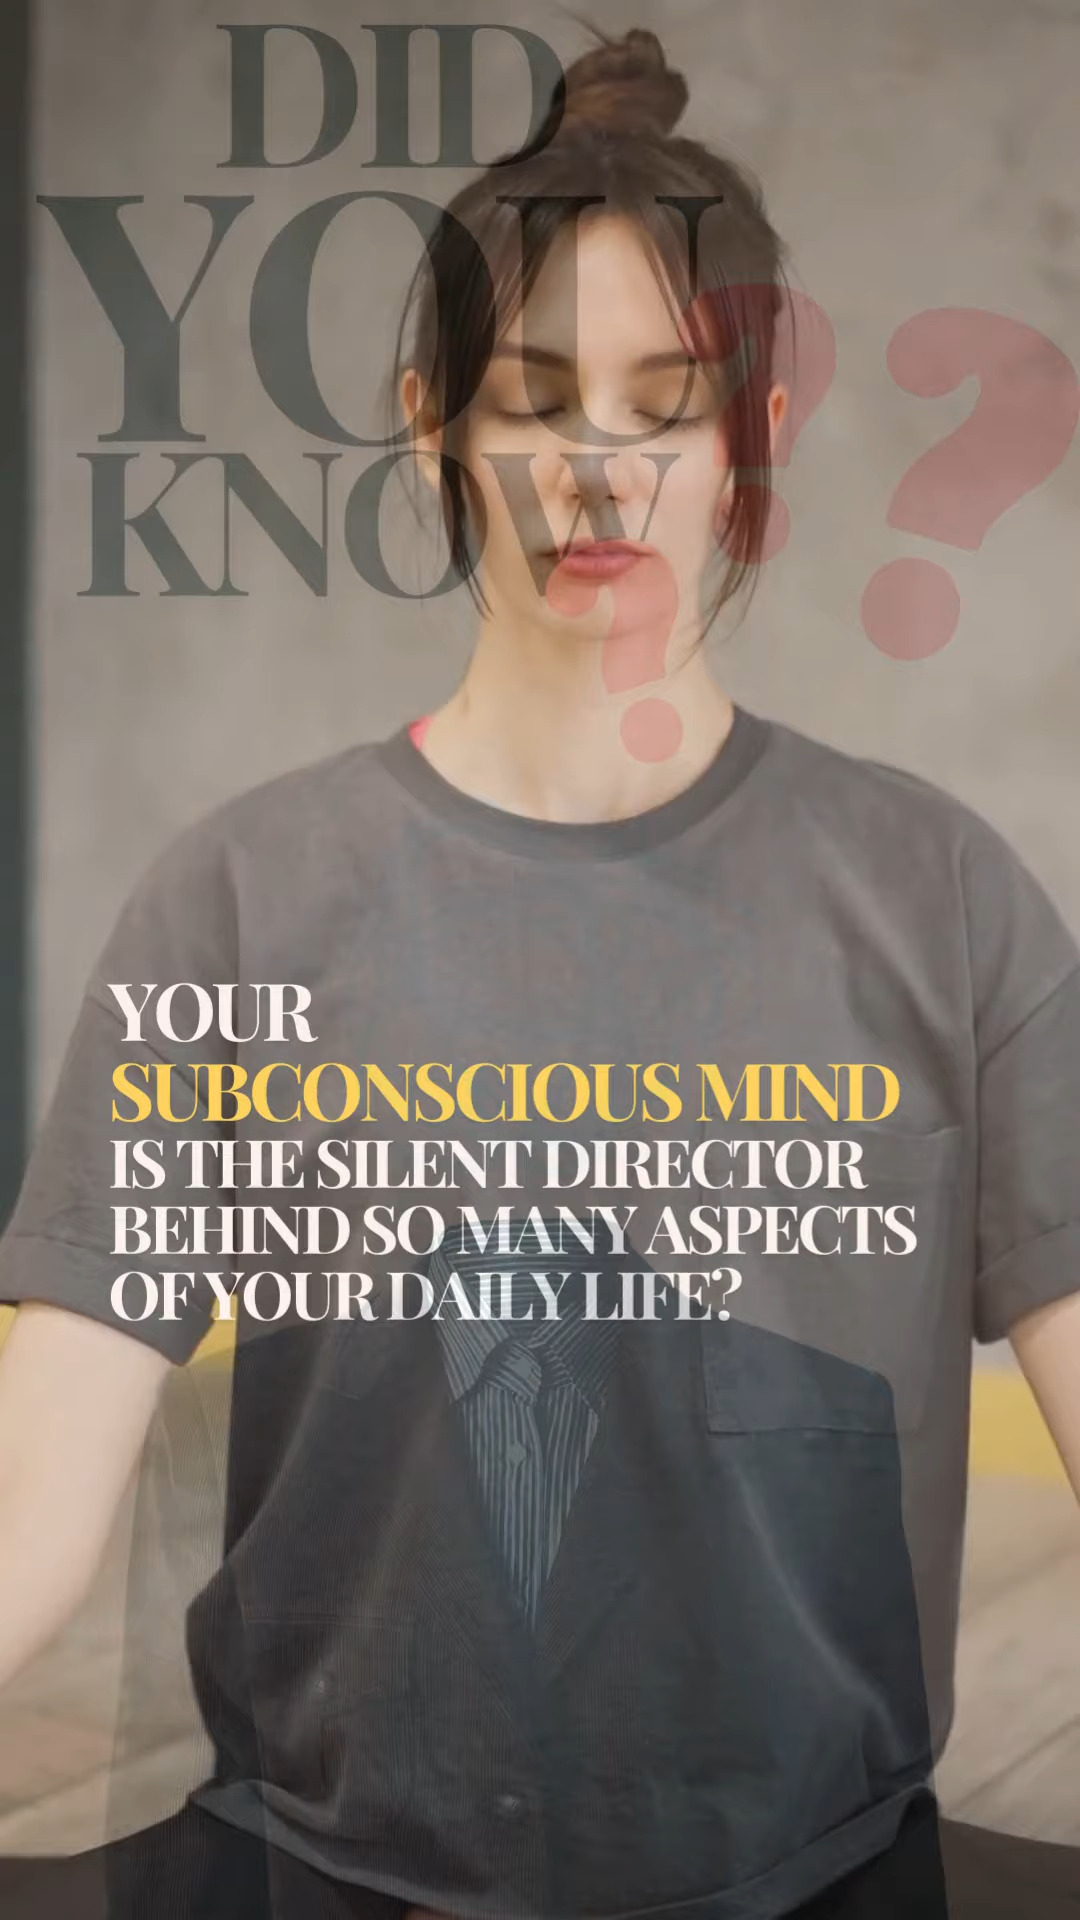 DID
YOU
KNOW
? ?
?
YOUR
SUBCONSCIOUS MIND
IS THE SILENT DIRECTOR
BEHIND SO MANY ASPECTS
OF YOUR DAILY LIFE?